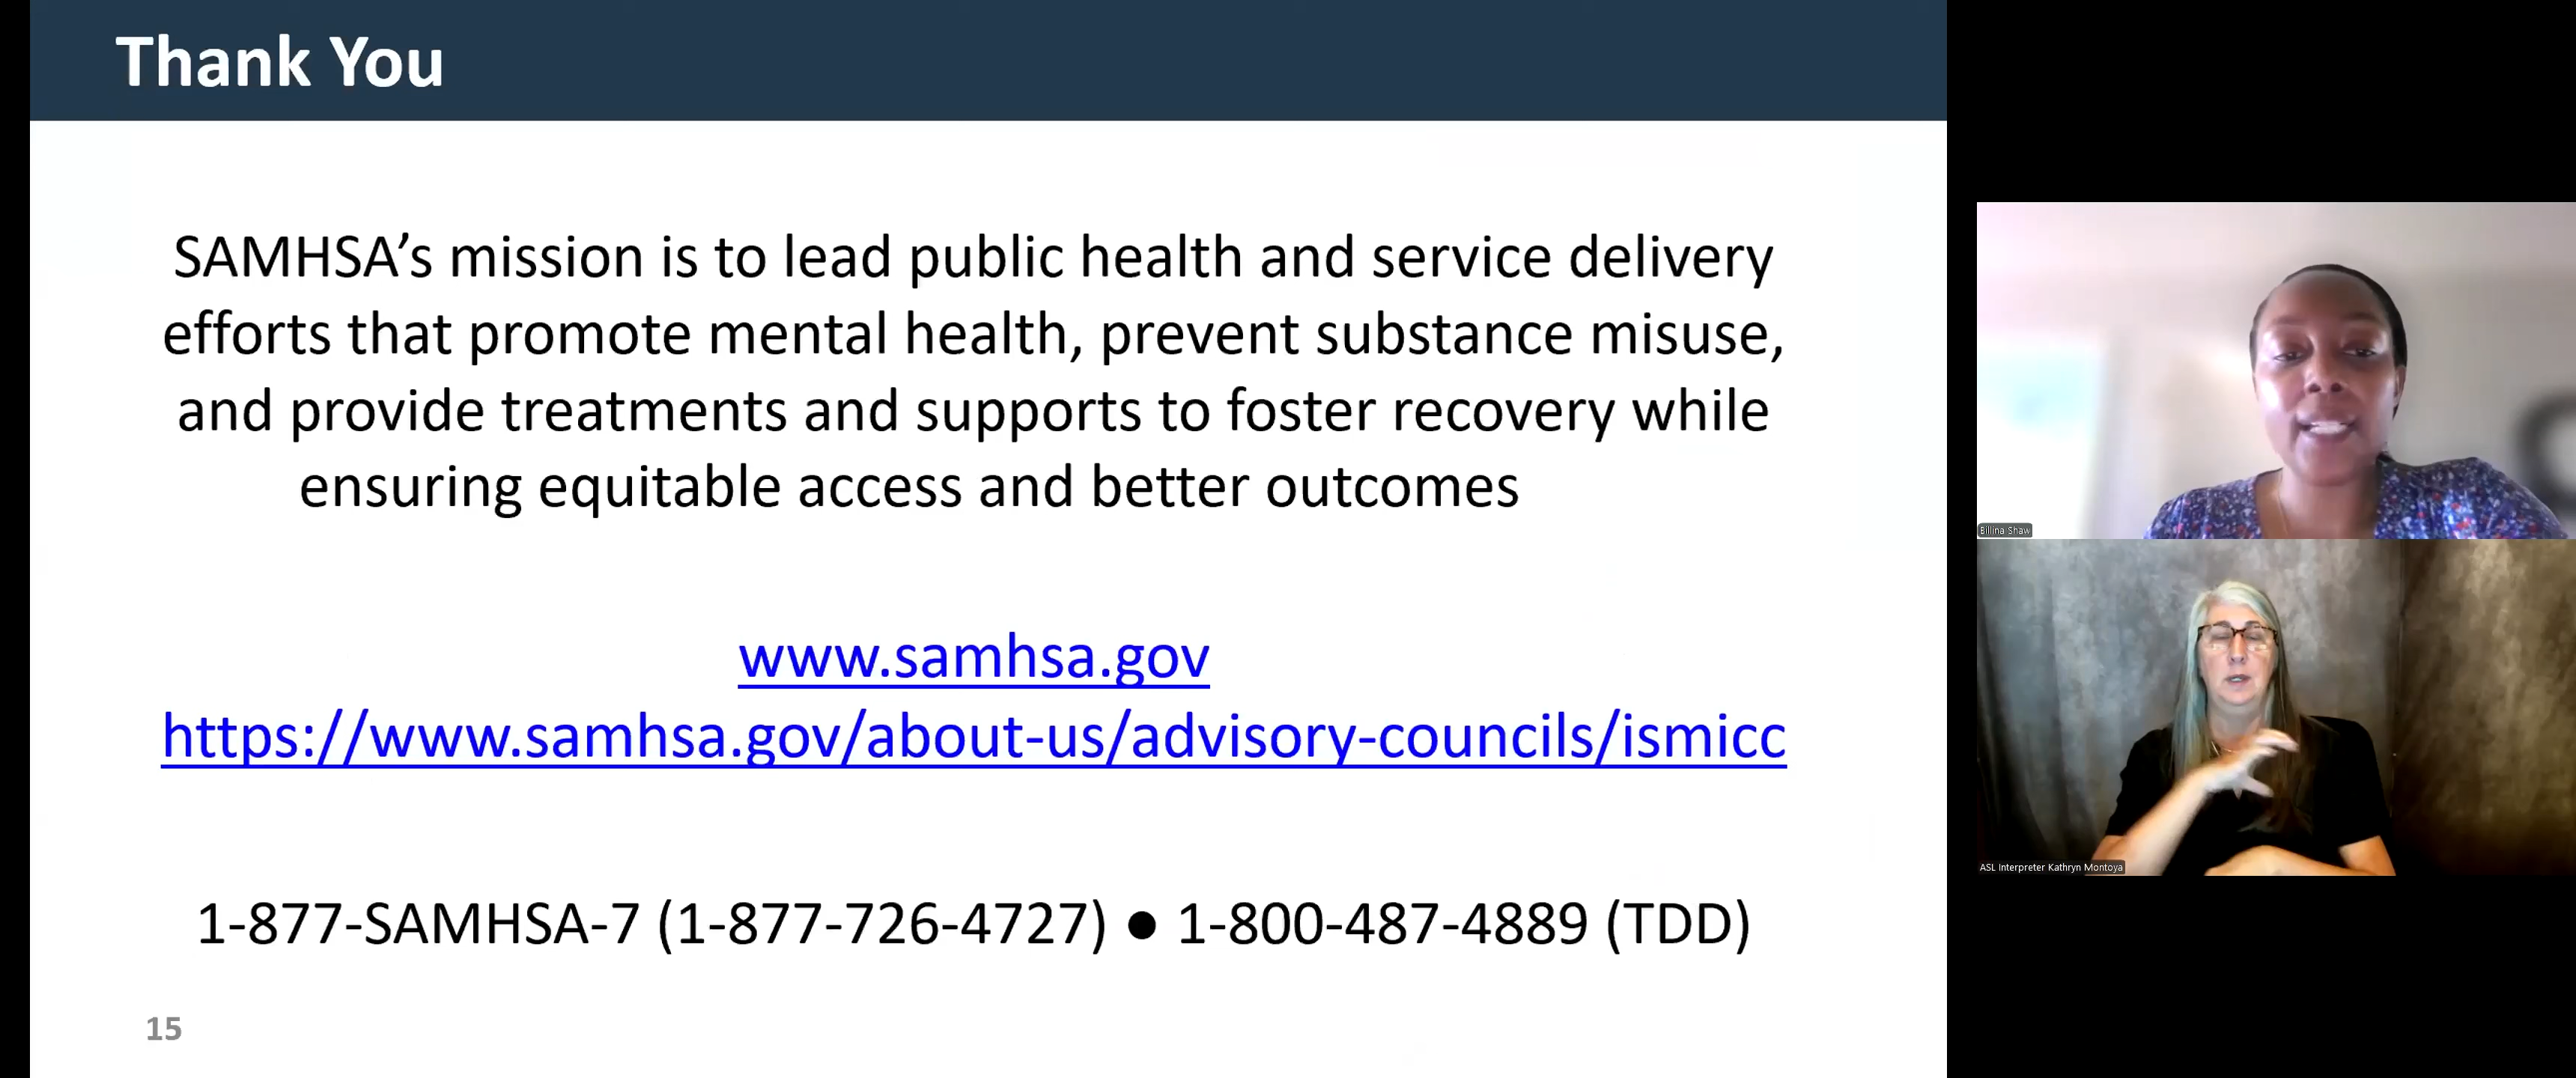 Thank You
SAMHSA’s mission is to lead public health and service delivery
efforts that promote mental health, prevent substance misuse,
and provide treatments and supports to foster recovery while
ensuring equitable access and better outcomes
www.samhsa.gov
https://www.samhsa.gov/about-us/advisory-councils/ismicc
1-877-SAMHSA-7 (1-877-726-4727) ● 1-800-487-4889 (TDD)
15
Billina Shaw
ASL Interpreter Kathryn Montoya